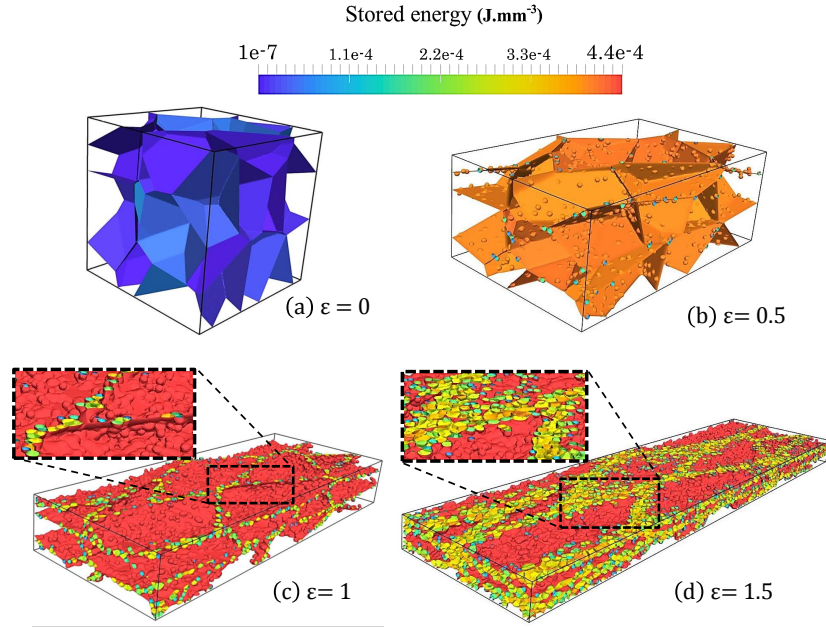 Stored energy (J.mm⁻³)
1e-7 1.1e-4 2.2e-4 3.3e-4 4.4e-4
(a) ε = 0
(b) ε= 0.5
(c) ε= 1
(d) ε= 1.5